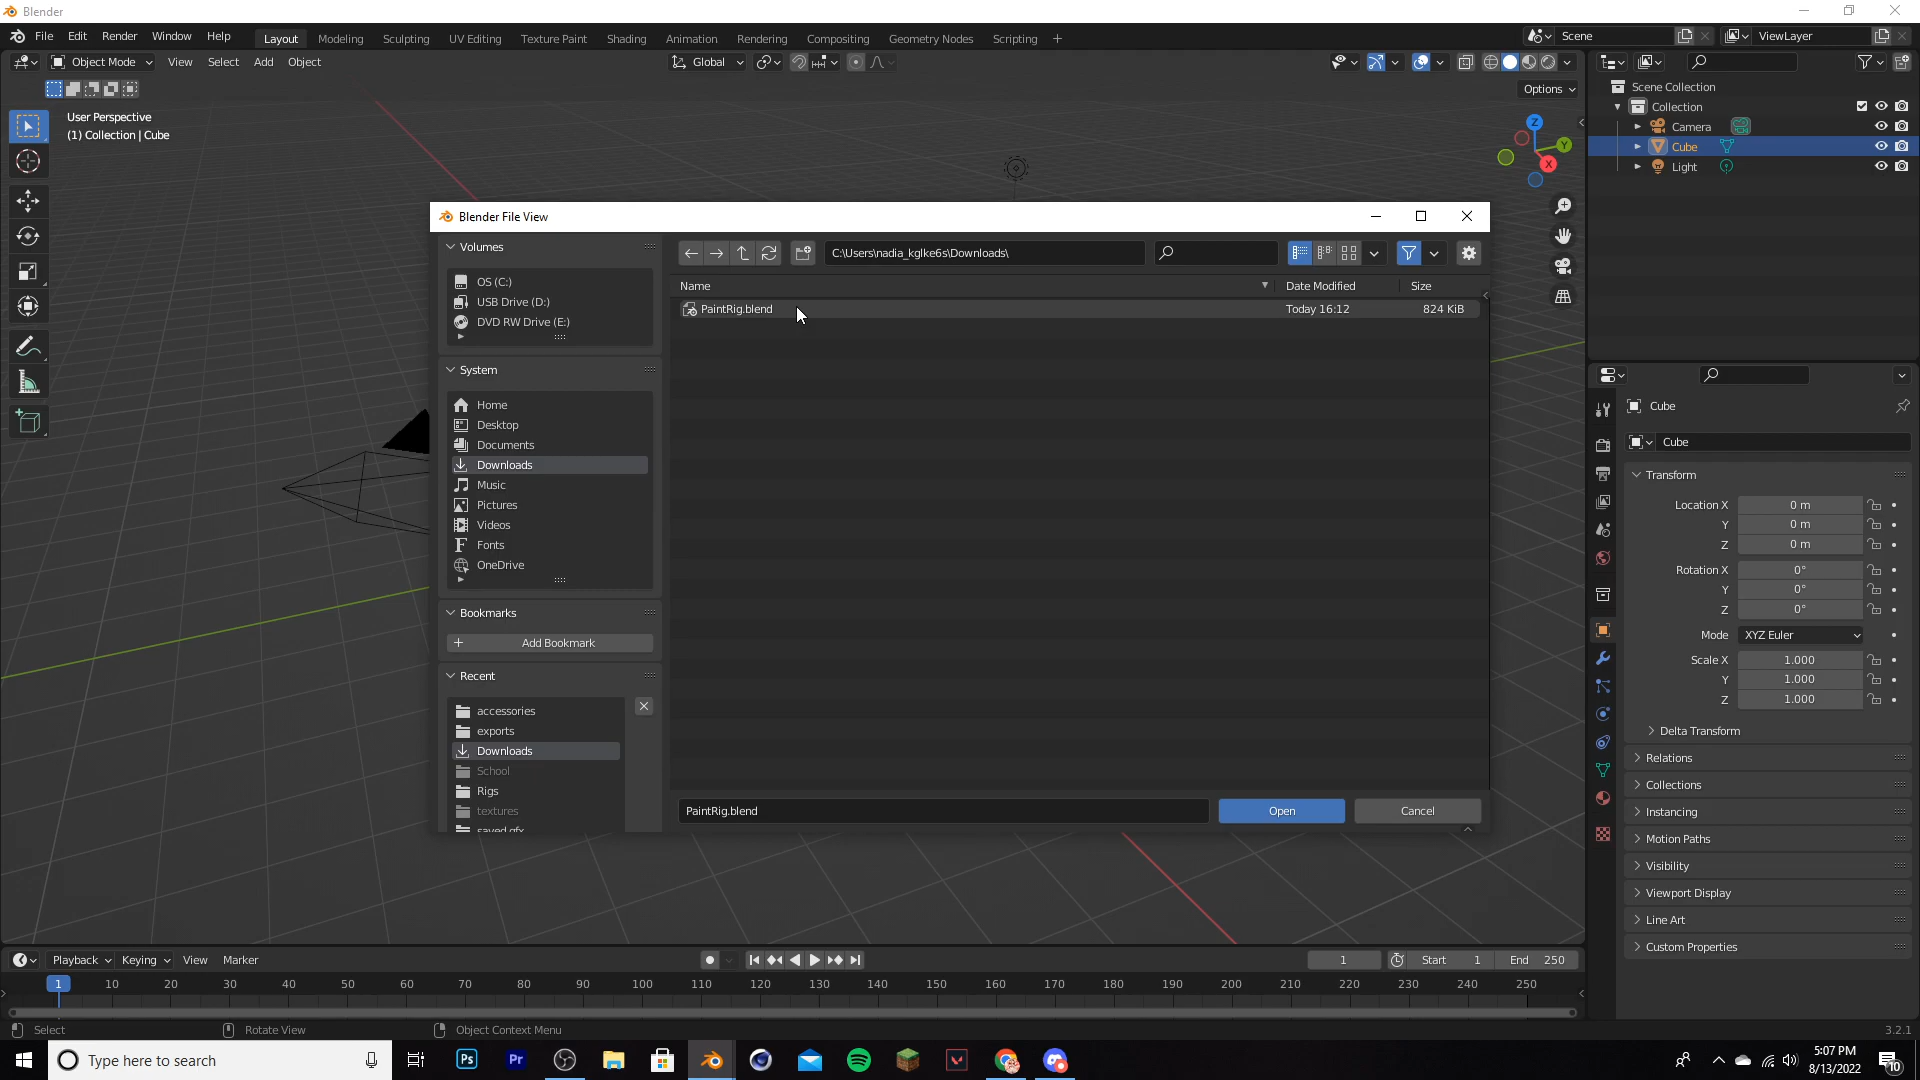 Blender
File Edit Render Window Help Layout Modeling Sculpting UV Editing Texture Paint Shading Animation Rendering Compositing Geometry Nodes Scripting + Scene ViewLayer
Object Mode View Select Add Object Global
Options
User Perspective
(1) Collection | Cube
Z
Y
X
Scene Collection
Collection
Camera
Cube
Light
Blender File View
Volumes
OS (C:)
USB Drive (D:)
DVD RW Drive (E:)
System
Home
Desktop
Documents
Downloads
Music
Pictures
Videos
Fonts
OneDrive
Bookmarks
Add Bookmark
Recent
accessories
exports
Downloads
School
Rigs
textures
saved gfx
C:\Users\nadia_kglke6s\Downloads\
Name Date Modified Size
PaintRig.blend Today 16:12 824 KiB
PaintRig.blend Open Cancel
Cube
Cube
Transform
Location X 0 m
Y 0 m
Z 0 m
Rotation X 0°
Y 0°
Z 0°
Mode XYZ Euler
Scale X 1.000
Y 1.000
Z 1.000
Delta Transform
Relations
Collections
Instancing
Motion Paths
Visibility
Viewport Display
Line Art
Custom Properties
Playback Keying View Marker 1 Start 1 End 250
1 10 20 30 40 50 60 70 80 90 100 110 120 130 140 150 160 170 180 190 200 210 220 230 240 250
Select Rotate View Object Context Menu 3.2.1
Type here to search Ps Pr 5:07 PM
8/13/2022 10